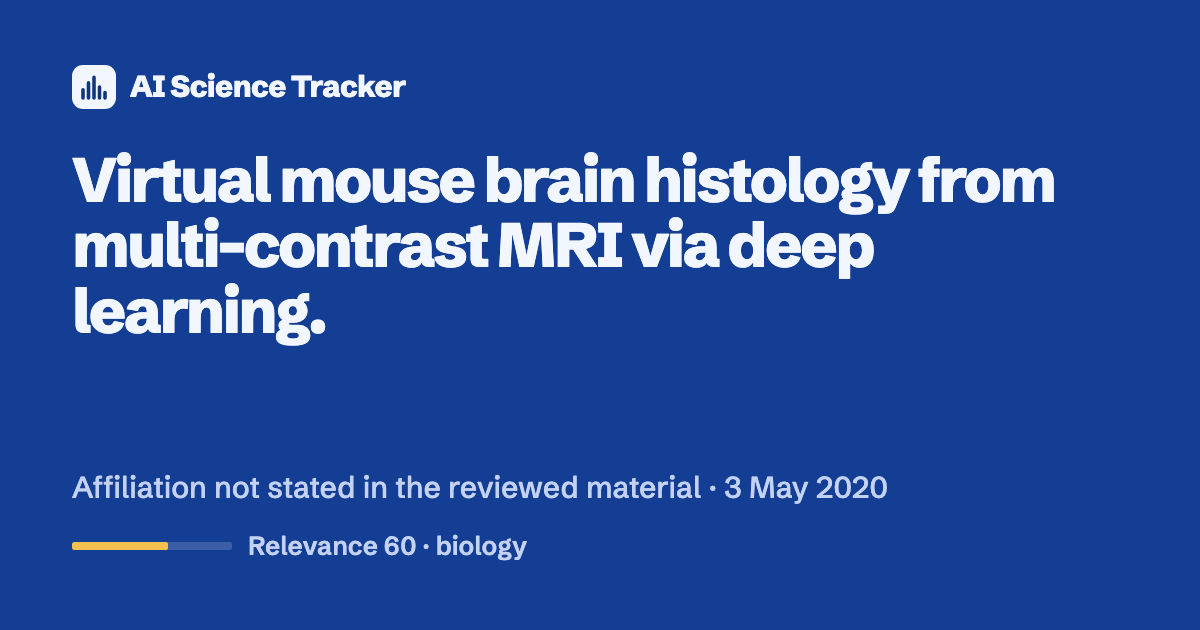 AI Science Tracker
Virtual mouse brain histology from
multi-contrast MRI via deep
learning.
Affiliation not stated in the reviewed material · 3 May 2020
Relevance 60 · biology